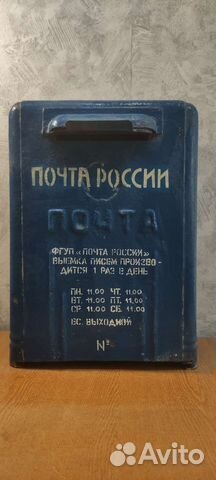 ПОЧТА РОССИИ
ПОЧТА
ФГУП «ПОЧТА РОССИИ»
ВЫЕМКА ПИСЕМ ПРОИЗВО-
ДИТСЯ 1 РАЗ В ДЕНЬ
ПН. 11.00 ЧТ. 11.00
ВТ. 11.00 ПТ. 11.00
СР. 11.00 СБ. 11.00
ВС. ВЫХОДНОЙ
№
Avito